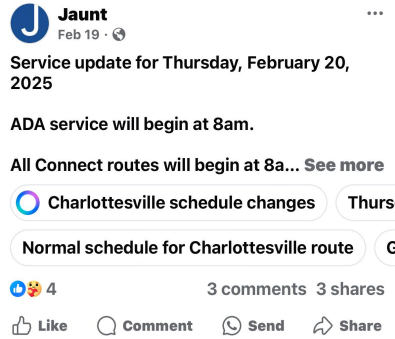 Jaunt
Feb 19 ·
Service update for Thursday, February 20,
2025
ADA service will begin at 8am.
All Connect routes will begin at 8a... See more
Charlottesville schedule changes
Thurs
Normal schedule for Charlottesville route
G
4
3 comments 3 shares
Like
Comment
Send
Share